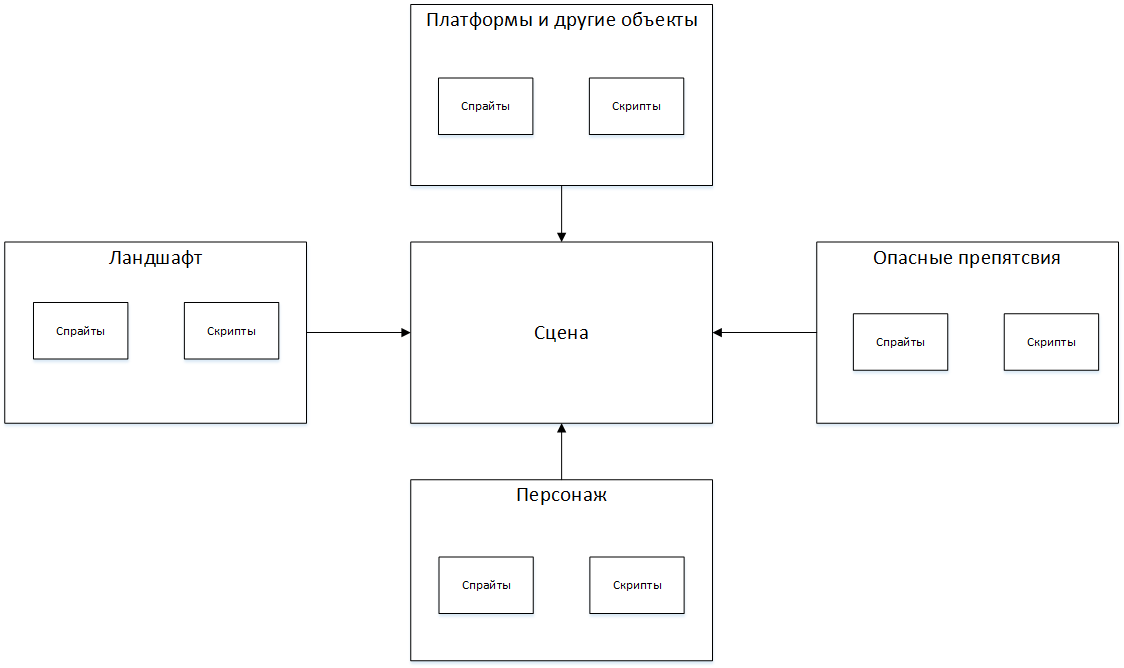 Платформы и другие объекты
Спрайты
Скрипты
Ландшафт
Спрайты
Скрипты
Сцена
Опасные препятсвия
Спрайты
Скрипты
Персонаж
Спрайты
Скрипты